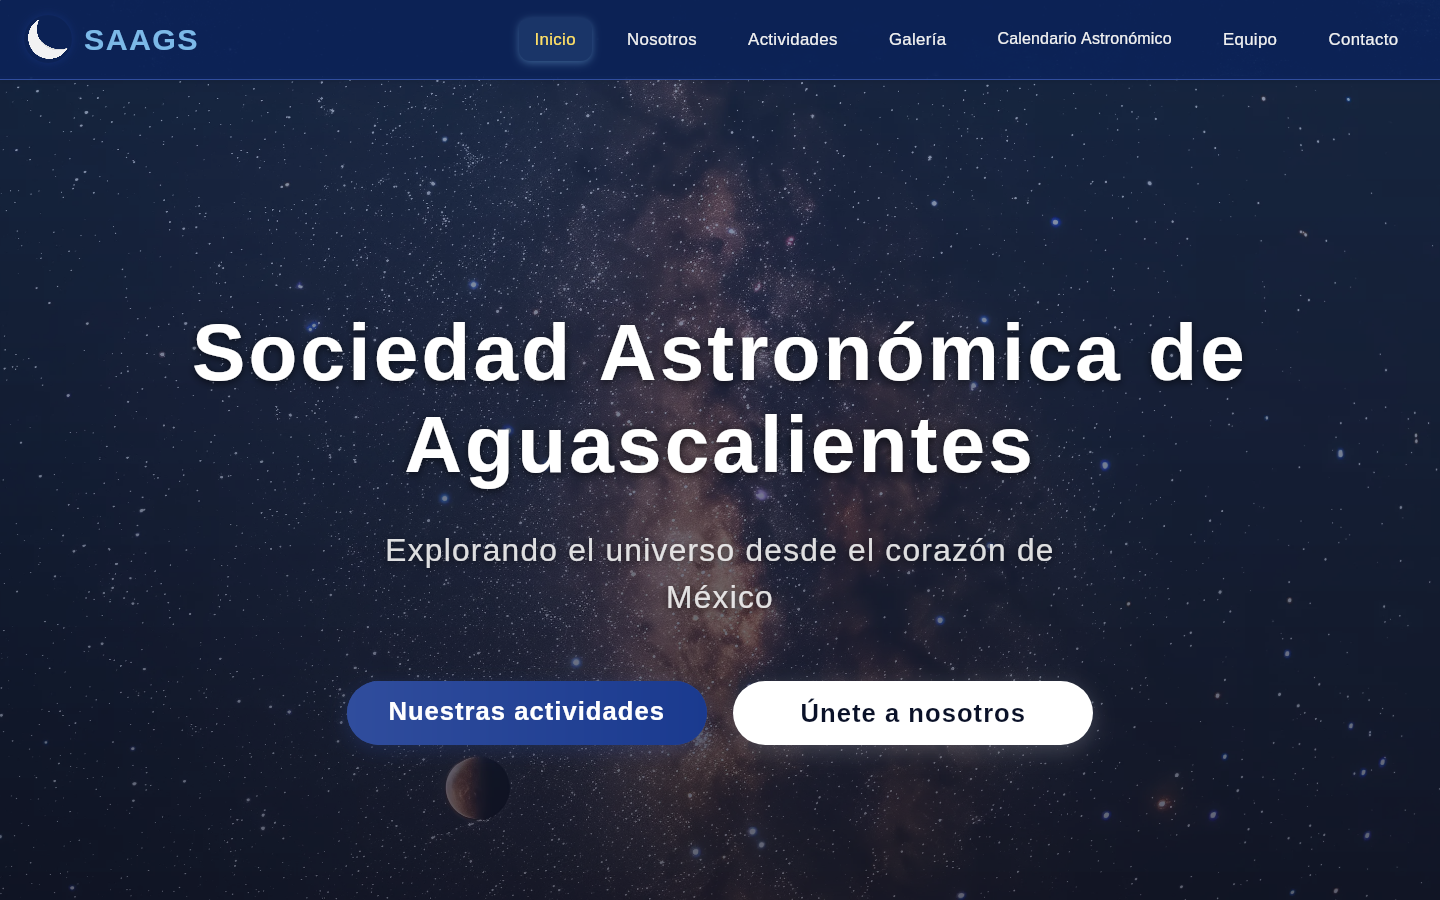 SAAGS
Inicio
Nosotros
Actividades
Galería
Calendario Astronómico
Equipo
Contacto
Sociedad Astronómica de
Aguascalientes
Explorando el universo desde el corazón de
México
Nuestras actividades
Únete a nosotros